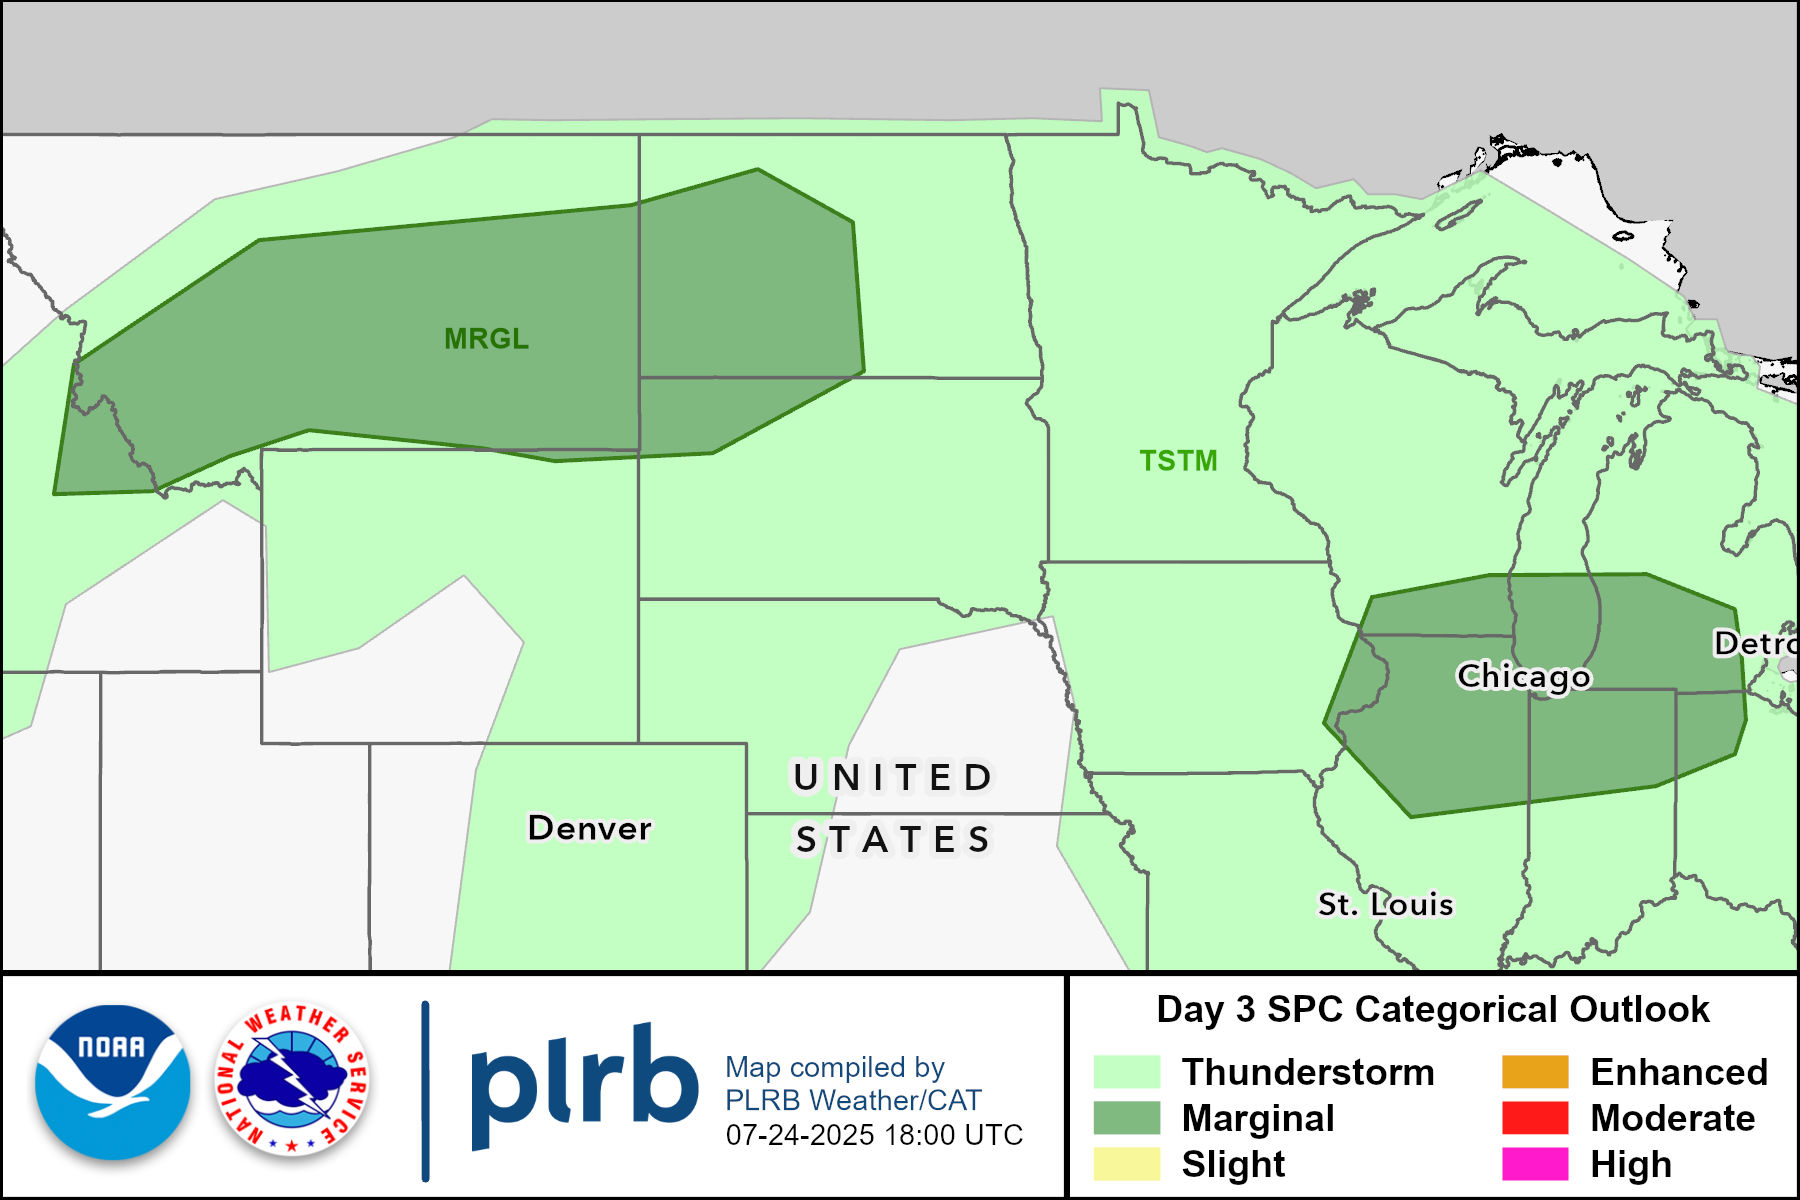 MRGL
TSTM
Detro
Chicago
UNITED
STATES
Denver
St. Louis
NOAA
NATIONAL WEATHER SERVICE
plrb
Map compiled by
PLRB Weather/CAT
07-24-2025 18:00 UTC
Day 3 SPC Categorical Outlook
Thunderstorm
Marginal
Slight
Enhanced
Moderate
High